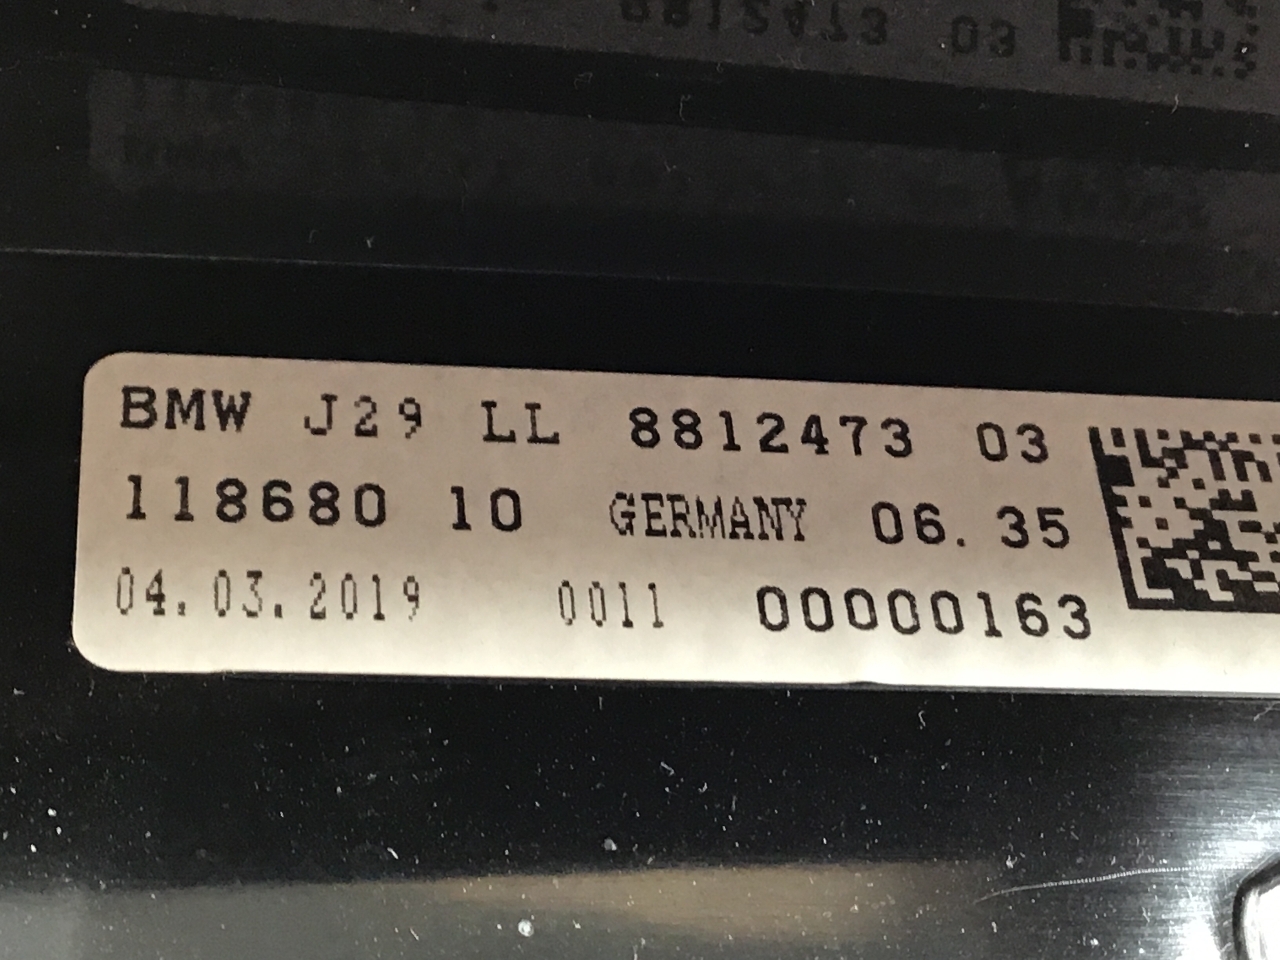 BMW J29 LL 8812473 03
118680 10 GERMANY 06.35
04.03.2019 0011 00000163